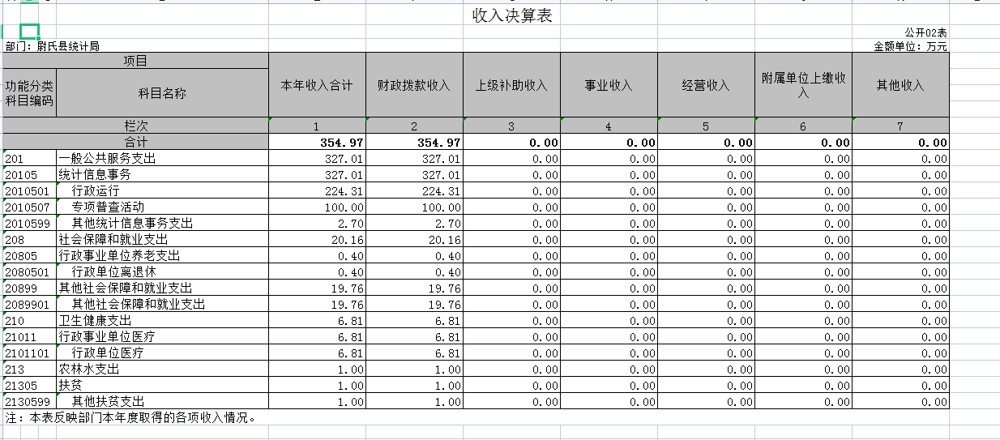 收入决算表
公开02表
部门：尉氏县统计局 金额单位：万元
项目 本年收入合计 财政拨款收入 上级补助收入 事业收入 经营收入 附属单位上缴收入 其他收入
功能分类科目编码 科目名称
栏次 1 2 3 4 5 6 7
合计 354.97 354.97 0.00 0.00 0.00 0.00 0.00
201 一般公共服务支出 327.01 327.01 0.00 0.00 0.00 0.00 0.00
20105 统计信息事务 327.01 327.01 0.00 0.00 0.00 0.00 0.00
2010501 行政运行 224.31 224.31 0.00 0.00 0.00 0.00 0.00
2010507 专项普查活动 100.00 100.00 0.00 0.00 0.00 0.00 0.00
2010599 其他统计信息事务支出 2.70 2.70 0.00 0.00 0.00 0.00 0.00
208 社会保障和就业支出 20.16 20.16 0.00 0.00 0.00 0.00 0.00
20805 行政事业单位养老支出 0.40 0.40 0.00 0.00 0.00 0.00 0.00
2080501 行政单位离退休 0.40 0.40 0.00 0.00 0.00 0.00 0.00
20899 其他社会保障和就业支出 19.76 19.76 0.00 0.00 0.00 0.00 0.00
2089901 其他社会保障和就业支出 19.76 19.76 0.00 0.00 0.00 0.00 0.00
210 卫生健康支出 6.81 6.81 0.00 0.00 0.00 0.00 0.00
21011 行政事业单位医疗 6.81 6.81 0.00 0.00 0.00 0.00 0.00
2101101 行政单位医疗 6.81 6.81 0.00 0.00 0.00 0.00 0.00
213 农林水支出 1.00 1.00 0.00 0.00 0.00 0.00 0.00
21305 扶贫 1.00 1.00 0.00 0.00 0.00 0.00 0.00
2130599 其他扶贫支出 1.00 1.00 0.00 0.00 0.00 0.00 0.00
注：本表反映部门本年度取得的各项收入情况。